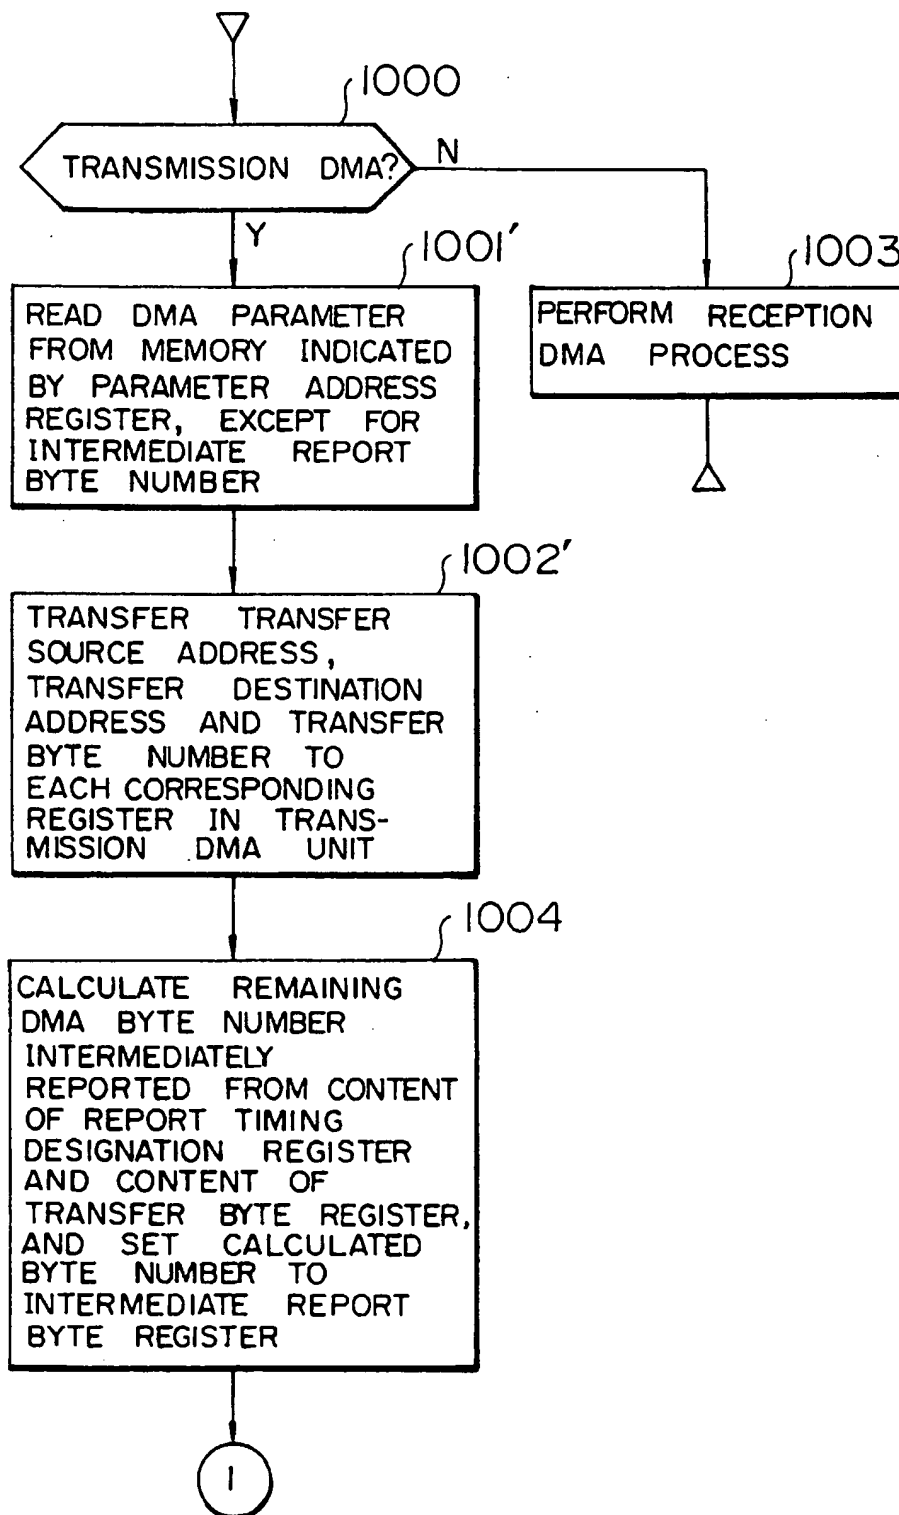 1000
TRANSMISSION DMA?
N
Y
1001'
READ DMA PARAMETER
FROM MEMORY INDICATED
BY PARAMETER ADDRESS
REGISTER, EXCEPT FOR
INTERMEDIATE REPORT
BYTE NUMBER
1003
PERFORM RECEPTION
DMA PROCESS
1002'
TRANSFER TRANSFER
SOURCE ADDRESS,
TRANSFER DESTINATION
ADDRESS AND TRANSFER
BYTE NUMBER TO
EACH CORRESPONDING
REGISTER IN TRANS-
MISSION DMA UNIT
1004
CALCULATE REMAINING
DMA BYTE NUMBER
INTERMEDIATELY
REPORTED FROM CONTENT
OF REPORT TIMING
DESIGNATION REGISTER
AND CONTENT OF
TRANSFER BYTE REGISTER,
AND SET CALCULATED
BYTE NUMBER TO
INTERMEDIATE REPORT
BYTE REGISTER
1